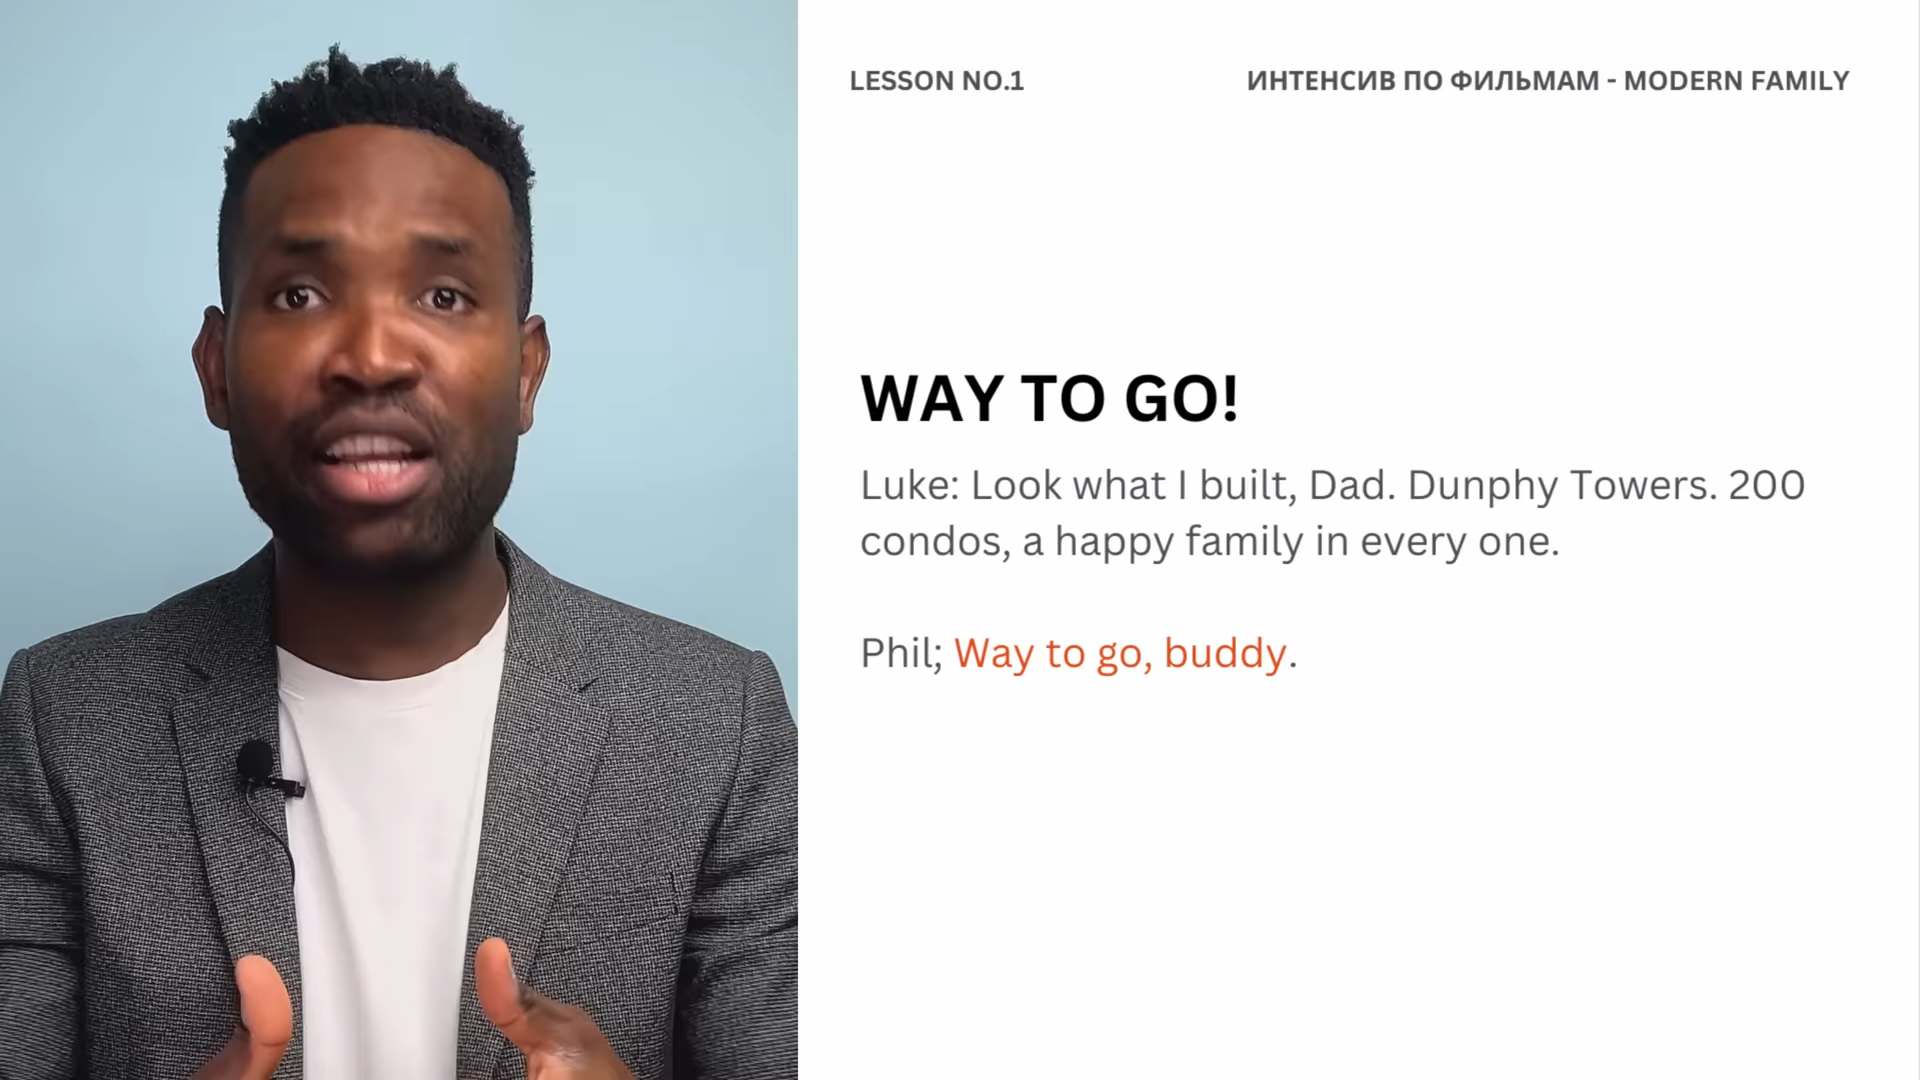 LESSON NO.1
ИНТЕНСИВ ПО ФИЛЬМАМ - MODERN FAMILY
WAY TO GO!
Luke: Look what I built, Dad. Dunphy Towers. 200
condos, a happy family in every one.
Phil; Way to go, buddy.